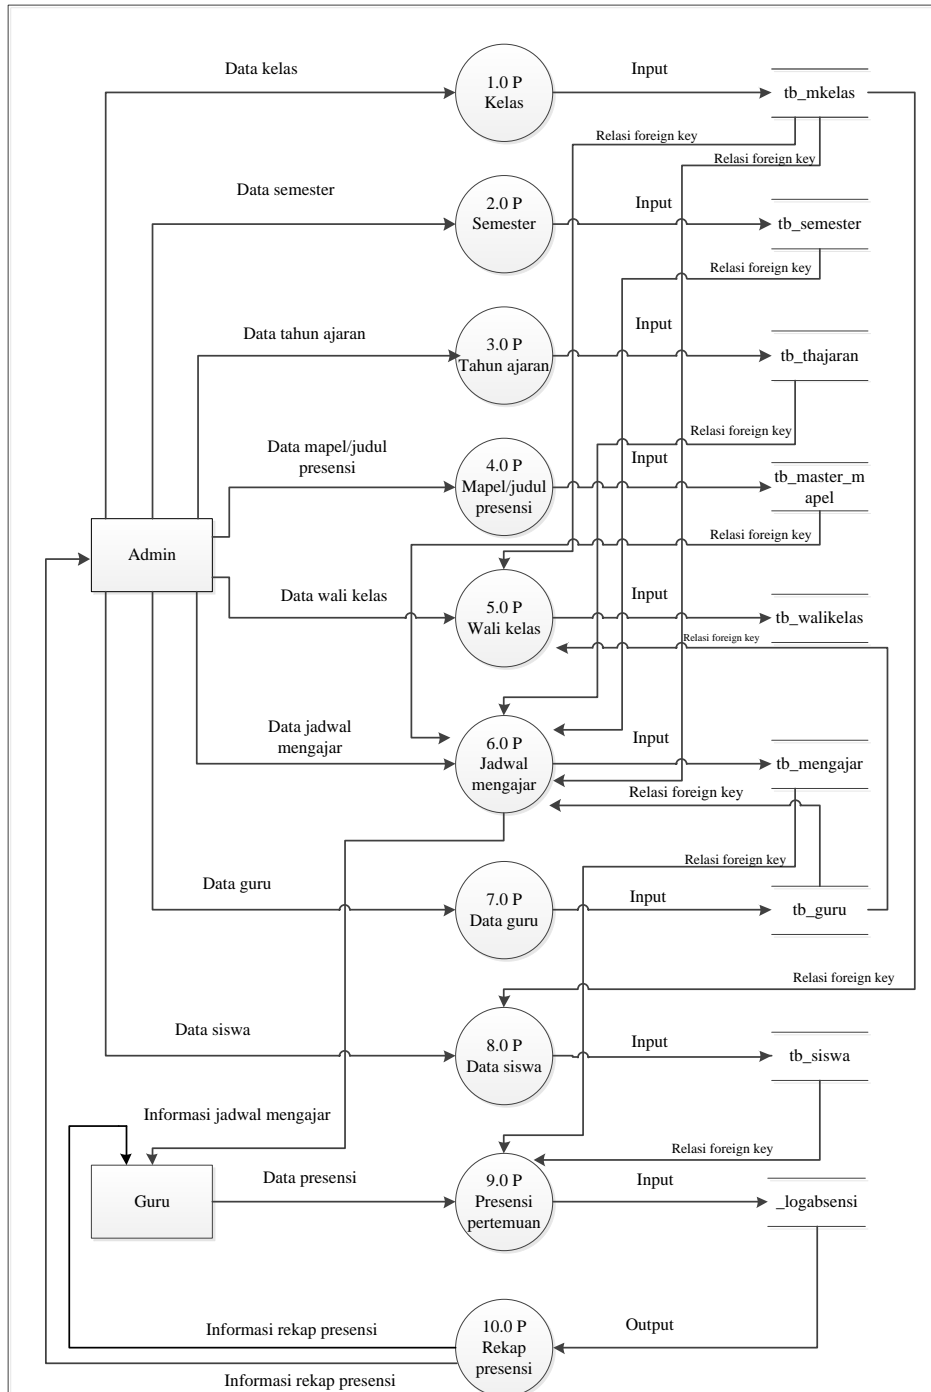 Data kelas
1.0 P
Kelas
Input
tb_mkelas
Relasi foreign key
Relasi foreign key
Data semester
2.0 P
Semester
Input
tb_semester
Relasi foreign key
Data tahun ajaran
3.0 P
Tahun ajaran
Input
tb_thajaran
Relasi foreign key
Data mapel/judul
presensi
4.0 P
Mapel/judul
presensi
Input
tb_master_m
apel
Relasi foreign key
Admin
Data wali kelas
5.0 P
Wali kelas
Input
tb_walikelas
Relasi foreign key
Data jadwal
mengajar
6.0 P
Jadwal
mengajar
Input
tb_mengajar
Relasi foreign key
Relasi foreign key
Data guru
7.0 P
Data guru
Input
tb_guru
Relasi foreign key
Data siswa
8.0 P
Data siswa
Input
tb_siswa
Informasi jadwal mengajar
Relasi foreign key
Guru
Data presensi
9.0 P
Presensi
pertemuan
Input
_logabsensi
Informasi rekap presensi
10.0 P
Rekap
presensi
Output
Informasi rekap presensi